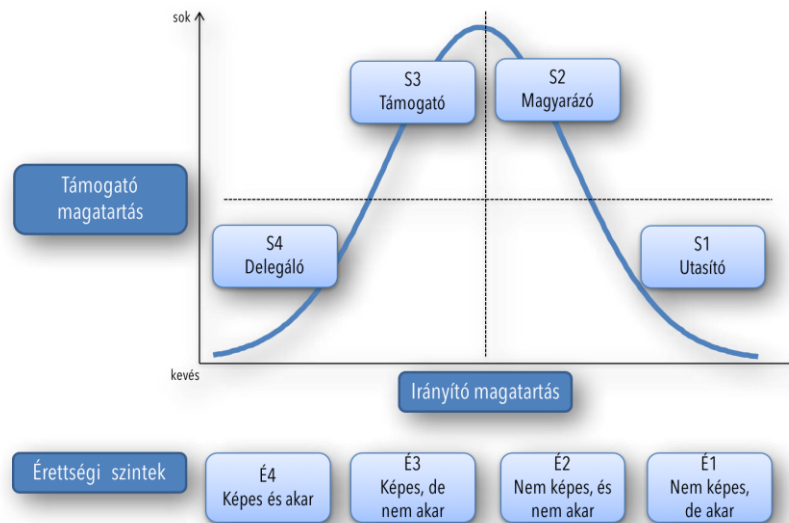 sok
S3
Támogató
S2
Magyarázó
Támogató
magatartás
S4
Delegáló
S1
Utasító
kevés
Irányító magatartás
Érettségi szintek
É4
Képes és akar
É3
Képes, de
nem akar
É2
Nem képes, és
nem akar
É1
Nem képes,
de akar